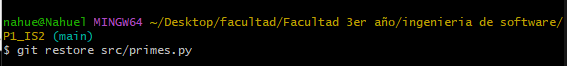 nahue@Nahuel MINGW64 ~/Desktop/facultad/Facultad 3er año/ingenieria de software/
P1_IS2 (main)
$ git restore src/primes.py